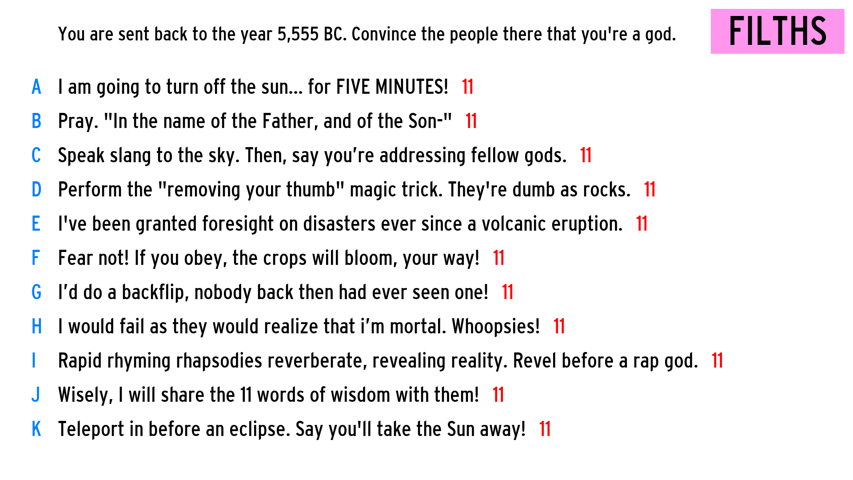 You are sent back to the year 5,555 BC. Convince the people there that you're a god.
FILTHS
A I am going to turn off the sun... for FIVE MINUTES! 11
B Pray. "In the name of the Father, and of the Son-" 11
C Speak slang to the sky. Then, say you’re addressing fellow gods. 11
D Perform the "removing your thumb" magic trick. They're dumb as rocks. 11
E I've been granted foresight on disasters ever since a volcanic eruption. 11
F Fear not! If you obey, the crops will bloom, your way! 11
G I’d do a backflip, nobody back then had ever seen one! 11
H I would fail as they would realize that i’m mortal. Whoopsies! 11
I Rapid rhyming rhapsodies reverberate, revealing reality. Revel before a rap god. 11
J Wisely, I will share the 11 words of wisdom with them! 11
K Teleport in before an eclipse. Say you'll take the Sun away! 11